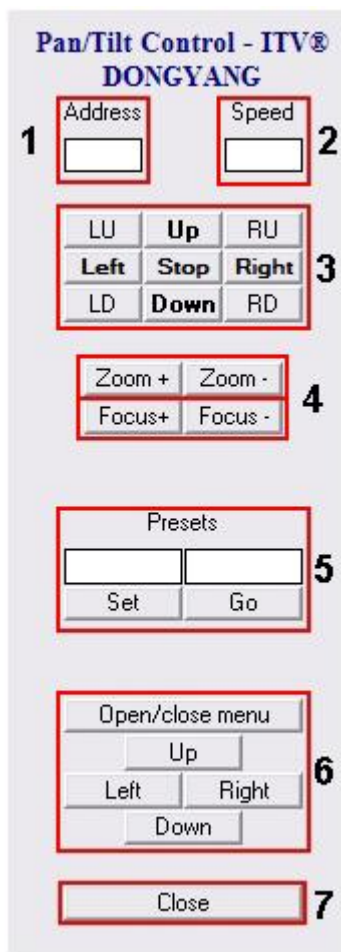 Pan/Tilt Control - ITV®
DONGYANG
1 Address Speed 2
LU Up RU
Left Stop Right 3
LD Down RD
Zoom + Zoom - 4
Focus+ Focus -
Presets
5
Set Go
Open/close menu
Up
6
Left Right
Down
Close 7